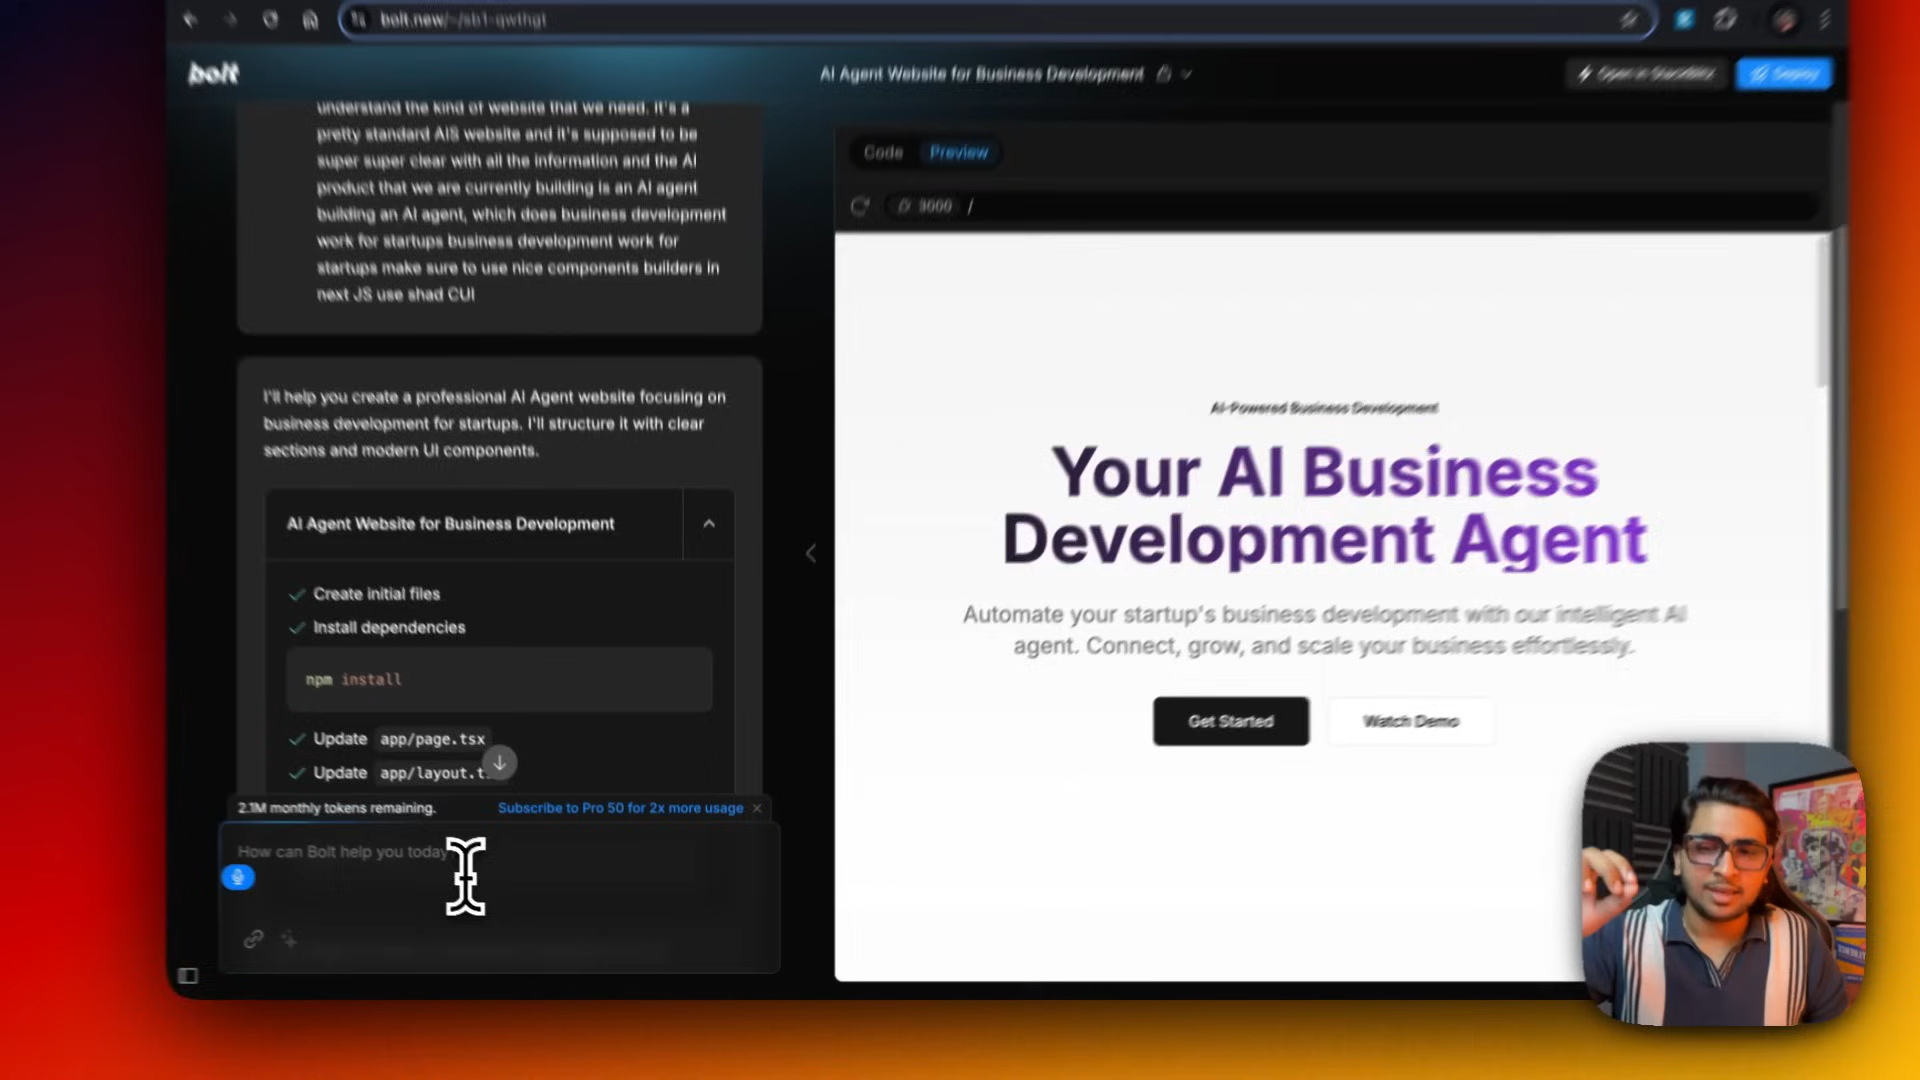 bolt.new/~/sb1-qwthgt
bolt
AI Agent Website for Business Development
Deploy
understand the kind of website that we need. It's a
pretty standard AIS website and it's supposed to be
super super clear with all the information and the AI
product that we are currently building is an AI agent
building an AI agent, which does business development
work for startups business development work for
startups make sure to use nice components builders in
next JS use shad CUI
I'll help you create a professional AI Agent website focusing on
business development for startups. I'll structure it with clear
sections and modern UI components.
AI Agent Website for Business Development
Create initial files
Install dependencies
npm install
Update app/page.tsx
Update app/layout.t
2.1M monthly tokens remaining.
Subscribe to Pro 50 for 2x more usage
How can Bolt help you today
Code
Preview
3000 /
AI-Powered Business Development
Your AI Business
Development Agent
Automate your startup's business development with our intelligent AI
agent. Connect, grow, and scale your business effortlessly.
Get Started
Watch Demo